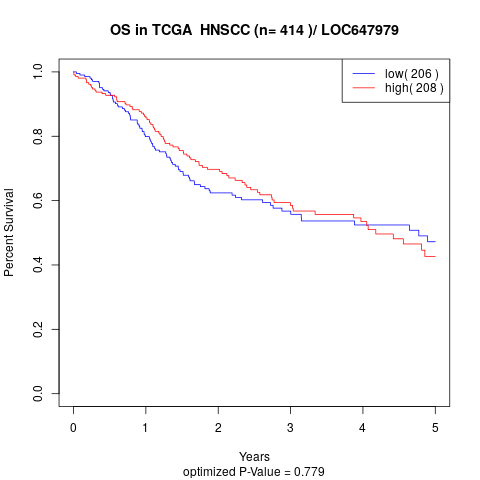 OS in TCGA  HNSCC (n= 414 )/ LOC647979
low( 206 )
high( 208 )
Percent Survival
1.0
0.8
0.6
0.4
0.2
0.0
0 1 2 3 4 5
Years
optimized P-Value = 0.779